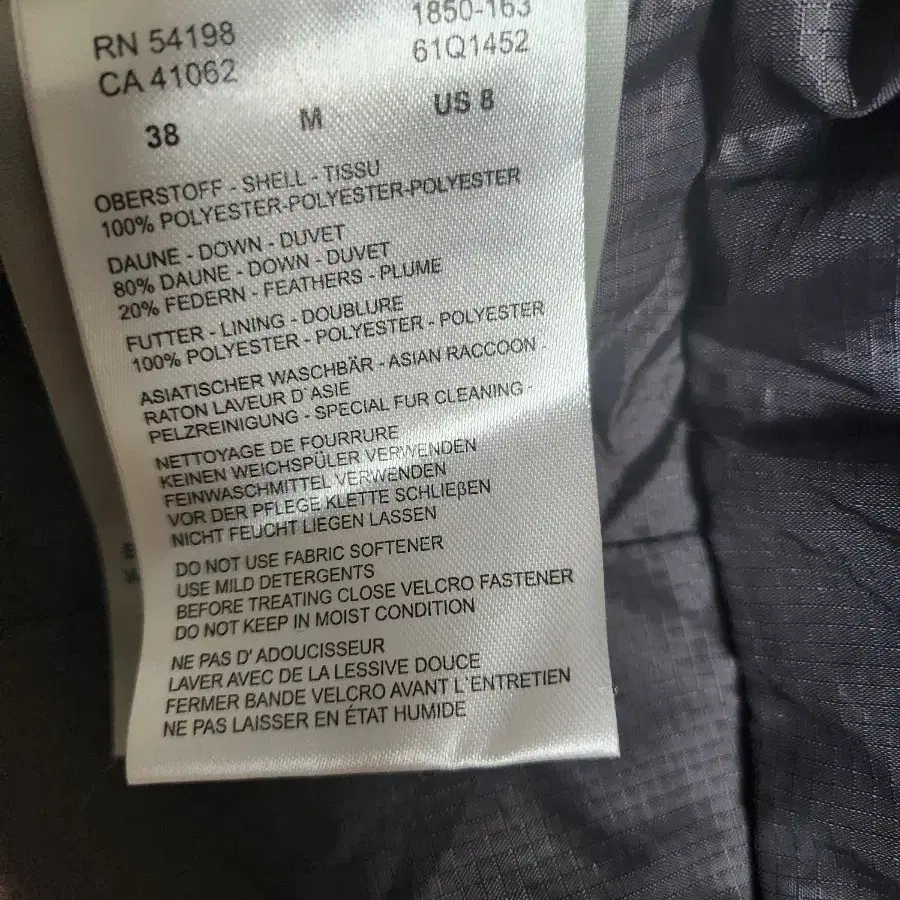 RN 54198
CA 41062
1850-163
61Q1452
38 M US 8
OBERSTOFF - SHELL - TISSU
100% POLYESTER-POLYESTER-POLYESTER
DAUNE - DOWN - DUVET
80% DAUNE - DOWN - DUVET
20% FEDERN - FEATHERS - PLUME
FUTTER - LINING - DOUBLURE
100% POLYESTER - POLYESTER - POLYESTER
ASIATISCHER WASCHBÄR - ASIAN RACCOON -
RATON LAVEUR D´ASIE
PELZREINIGUNG - SPECIAL FUR CLEANING -
NETTOYAGE DE FOURRURE
KEINEN WEICHSPÜLER VERWENDEN
FEINWASCHMITTEL VERWENDEN
VOR DER PFLEGE KLETTE SCHLIEβEN
NICHT FEUCHT LIEGEN LASSEN
DO NOT USE FABRIC SOFTENER
USE MILD DETERGENTS
BEFORE TREATING CLOSE VELCRO FASTENER
DO NOT KEEP IN MOIST CONDITION
NE PAS D' ADOUCISSEUR
LAVER AVEC DE LA LESSIVE DOUCE
FERMER BANDE VELCRO AVANT L´ENTRETIEN
NE PAS LAISSER EN ÉTAT HUMIDE